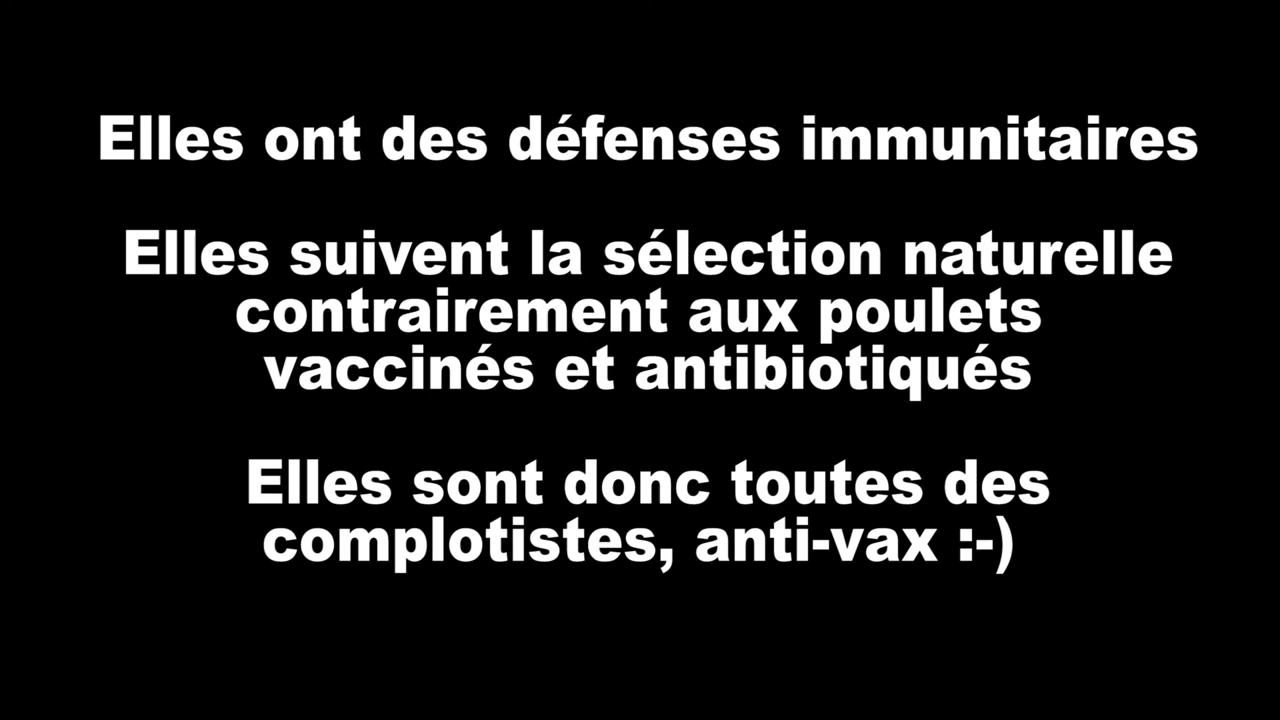 Elles ont des défenses immunitaires
Elles suivent la sélection naturelle
contrairement aux poulets
vaccinés et antibiotiqués
Elles sont donc toutes des
complotistes, anti-vax :-)